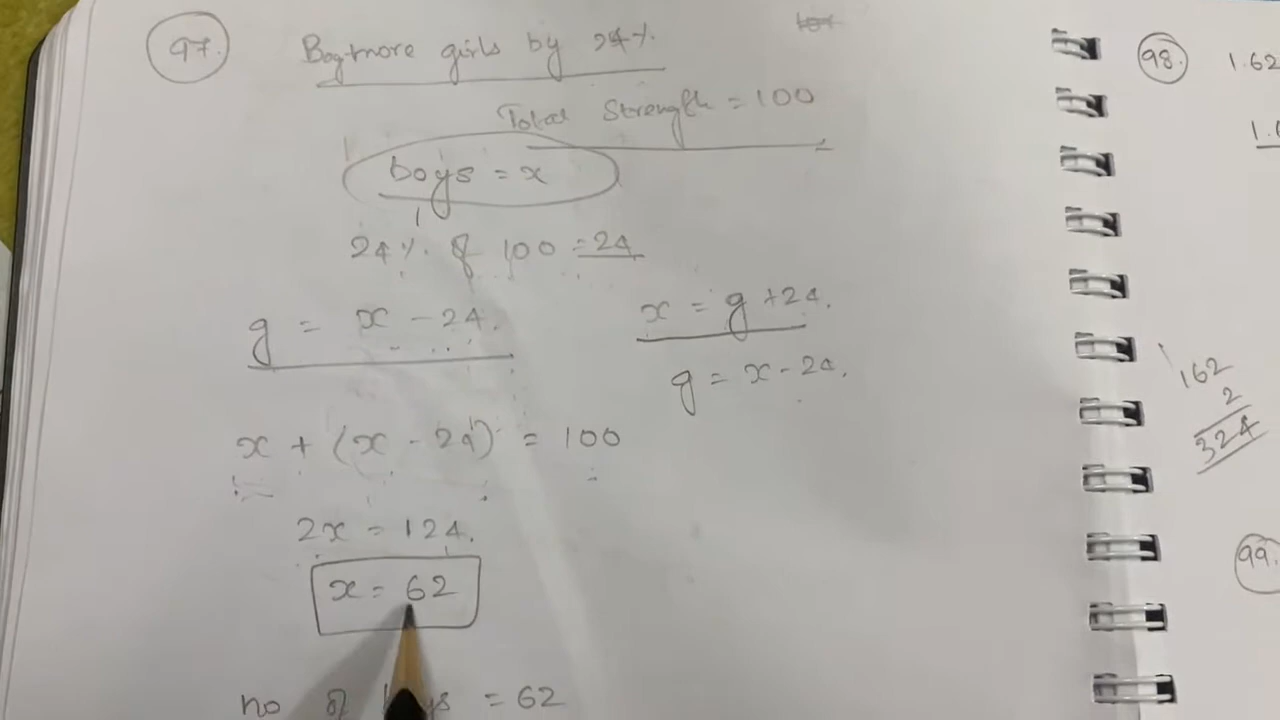 97. Boys more girls by 24%.
Total Strength = 100
boys = x
24% of 100 = 24
g = x - 24.
x = g + 24.
g = x - 24.
x + (x - 24) = 100
2x = 124.
x = 62
no of = 62
98. 1.62
162
2
324
99.